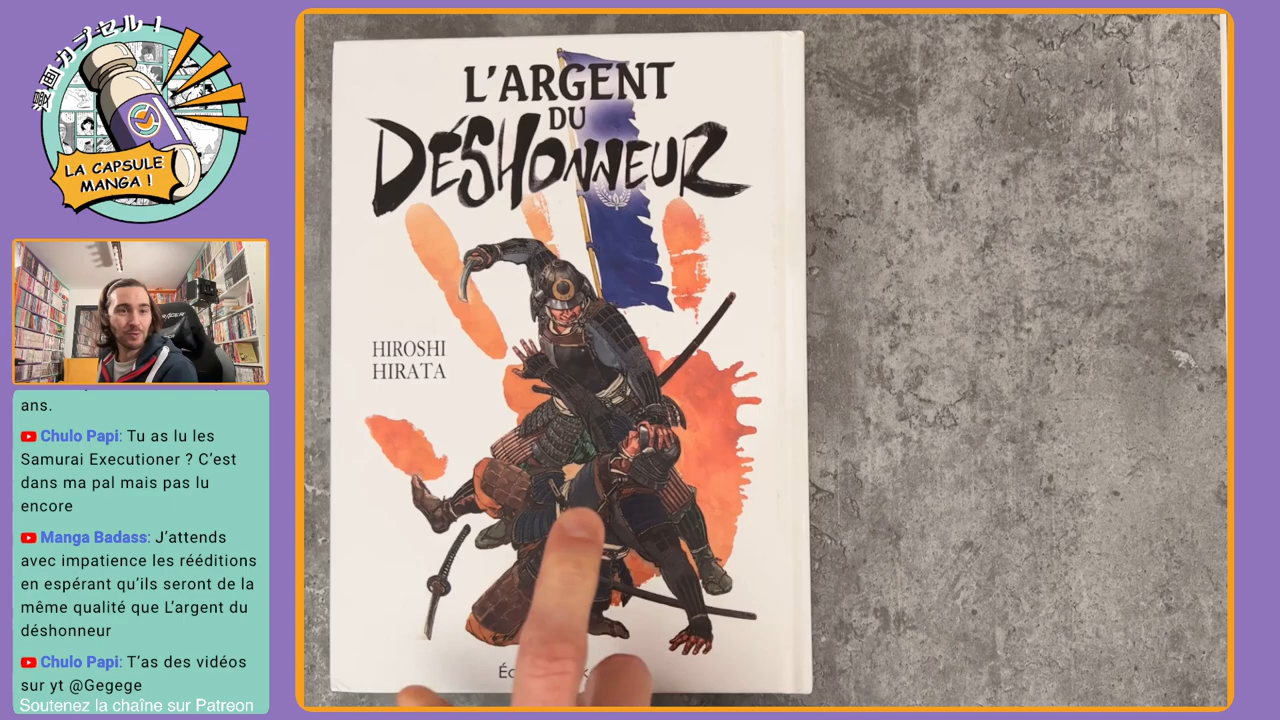 漫画カプセル!
LA CAPSULE
MANGA !
L'ARGENT
DU
DÉSHONNEUR
HIROSHI
HIRATA
ans.
Chulo Papi: Tu as lu les
Samurai Executioner ? C'est
dans ma pal mais pas lu
encore
Manga Badass: J'attends
avec impatience les rééditions
en espérant qu'ils seront de la
même qualité que L'argent du
déshonneur
Chulo Papi: T'as des vidéos
sur yt @Gegege
Soutenez la chaîne sur Patreon